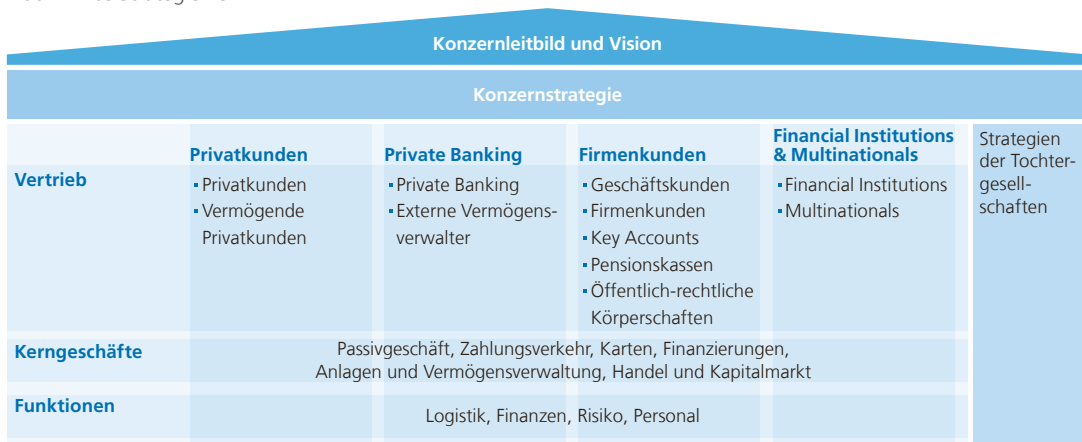 Konzernleitbild und Vision
Konzernstrategie
Vertrieb
Privatkunden
▪ Privatkunden
▪ Vermögende
Privatkunden
Private Banking
▪ Private Banking
▪ Externe Vermögens-
verwalter
Firmenkunden
▪ Geschäftskunden
▪ Firmenkunden
▪ Key Accounts
▪ Pensionskassen
▪ Öffentlich-rechtliche
Körperschaften
Financial Institutions
& Multinationals
▪ Financial Institutions
▪ Multinationals
Strategien
der Tochter-
gesell-
schaften
Kerngeschäfte
Passivgeschäft, Zahlungsverkehr, Karten, Finanzierungen,
Anlagen und Vermögensverwaltung, Handel und Kapitalmarkt
Funktionen
Logistik, Finanzen, Risiko, Personal